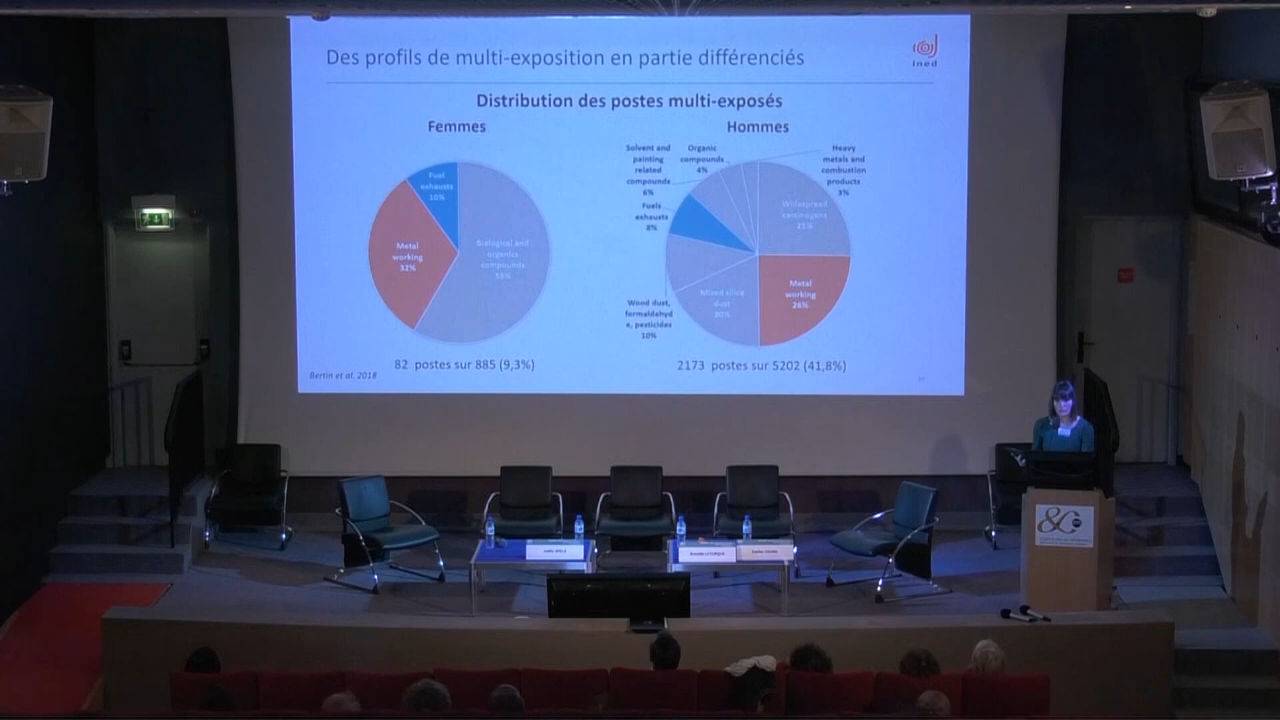 Des profils de multi-exposition en partie différenciés
ined
Distribution des postes multi-exposés
Femmes
Fuel
exhausts
10%
Metal
working
32%
Biological and
organics
compounds
58%
82 postes sur 885 (9,3%)
Hommes
Solvent and
painting
related
compounds
6%
Organic
compounds
4%
Heavy
metals and
combustion
products
3%
Fuels
exhausts
8%
Widespread
carcinogens
Metal
working
Mixed silica
dust
20%
Wood dust,
formaldehyd
e, pesticides
10%
2173 postes sur 5202 (41,8%)
Bertin et al. 2018
&C